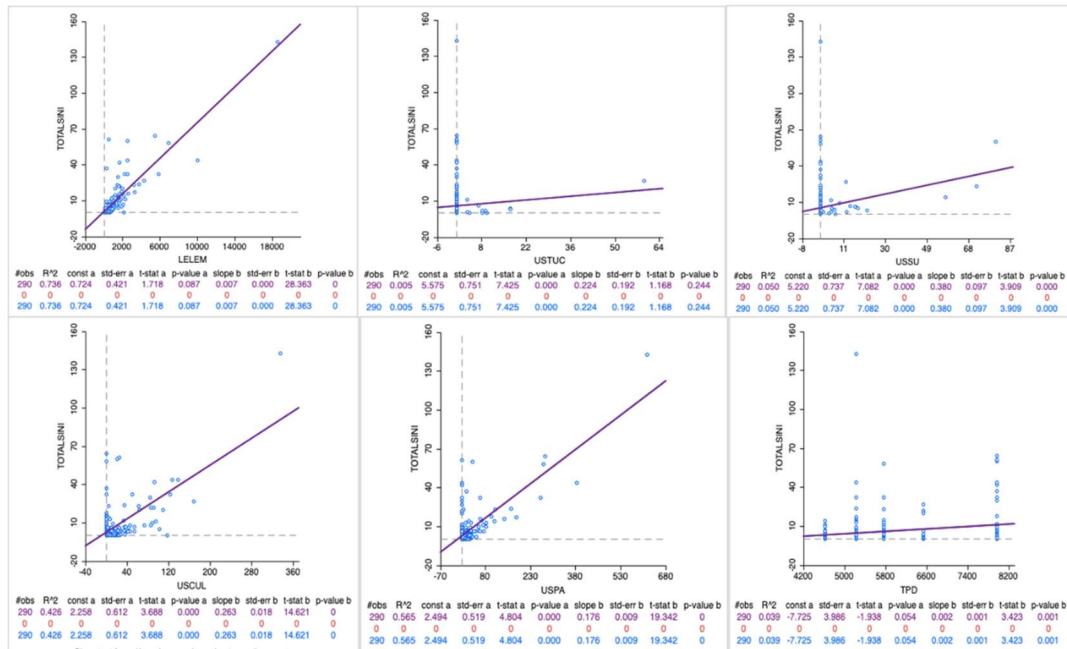 160
130
100
70
40
10
-20
TOTALSINI
-2000 2000 6000 10000 14000 18000
LELEM
#obs R^2 const a std-err a t-stat a p-value a slope b std-err b t-stat b p-value b
290 0.736 0.724 0.421 1.718 0.087 0.007 0.000 28.363 0
0 0 0 0 0 0 0 0 0 0
290 0.736 0.724 0.421 1.718 0.087 0.007 0.000 28.363 0
160
130
100
70
40
10
-20
TOTALSINI
-6 8 22 36 50 64
USTUC
#obs R^2 const a std-err a t-stat a p-value a slope b std-err b t-stat b p-value b
290 0.005 5.575 0.751 7.425 0.000 0.224 0.192 1.168 0.244
0 0 0 0 0 0 0 0 0 0
290 0.005 5.575 0.751 7.425 0.000 0.224 0.192 1.168 0.244
160
130
100
70
40
10
-20
TOTALSINI
-8 11 30 49 68 87
USSU
#obs R^2 const a std-err a t-stat a p-value a slope b std-err b t-stat b p-value b
290 0.050 5.220 0.737 7.082 0.000 0.380 0.097 3.909 0.000
0 0 0 0 0 0 0 0 0 0
290 0.050 5.220 0.737 7.082 0.000 0.380 0.097 3.909 0.000
160
130
100
70
40
10
-20
TOTALSINI
-40 40 120 200 280 360
USCUL
#obs R^2 const a std-err a t-stat a p-value a slope b std-err b t-stat b p-value b
290 0.426 2.258 0.612 3.688 0.000 0.263 0.018 14.621 0
0 0 0 0 0 0 0 0 0 0
290 0.426 2.258 0.612 3.688 0.000 0.263 0.018 14.621 0
160
130
100
70
40
10
-20
TOTALSINI
-70 80 230 380 530 680
USPA
#obs R^2 const a std-err a t-stat a p-value a slope b std-err b t-stat b p-value b
290 0.565 2.494 0.519 4.804 0.000 0.176 0.009 19.342 0
0 0 0 0 0 0 0 0 0 0
290 0.565 2.494 0.519 4.804 0.000 0.176 0.009 19.342 0
160
130
100
70
40
10
-20
TOTALSINI
4200 5000 5800 6600 7400 8200
TPD
#obs R^2 const a std-err a t-stat a p-value a slope b std-err b t-stat b p-value b
290 0.039 -7.725 3.986 -1.938 0.054 0.002 0.001 3.423 0.001
0 0 0 0 0 0 0 0 0 0
290 0.039 -7.725 3.986 -1.938 0.054 0.002 0.001 3.423 0.001